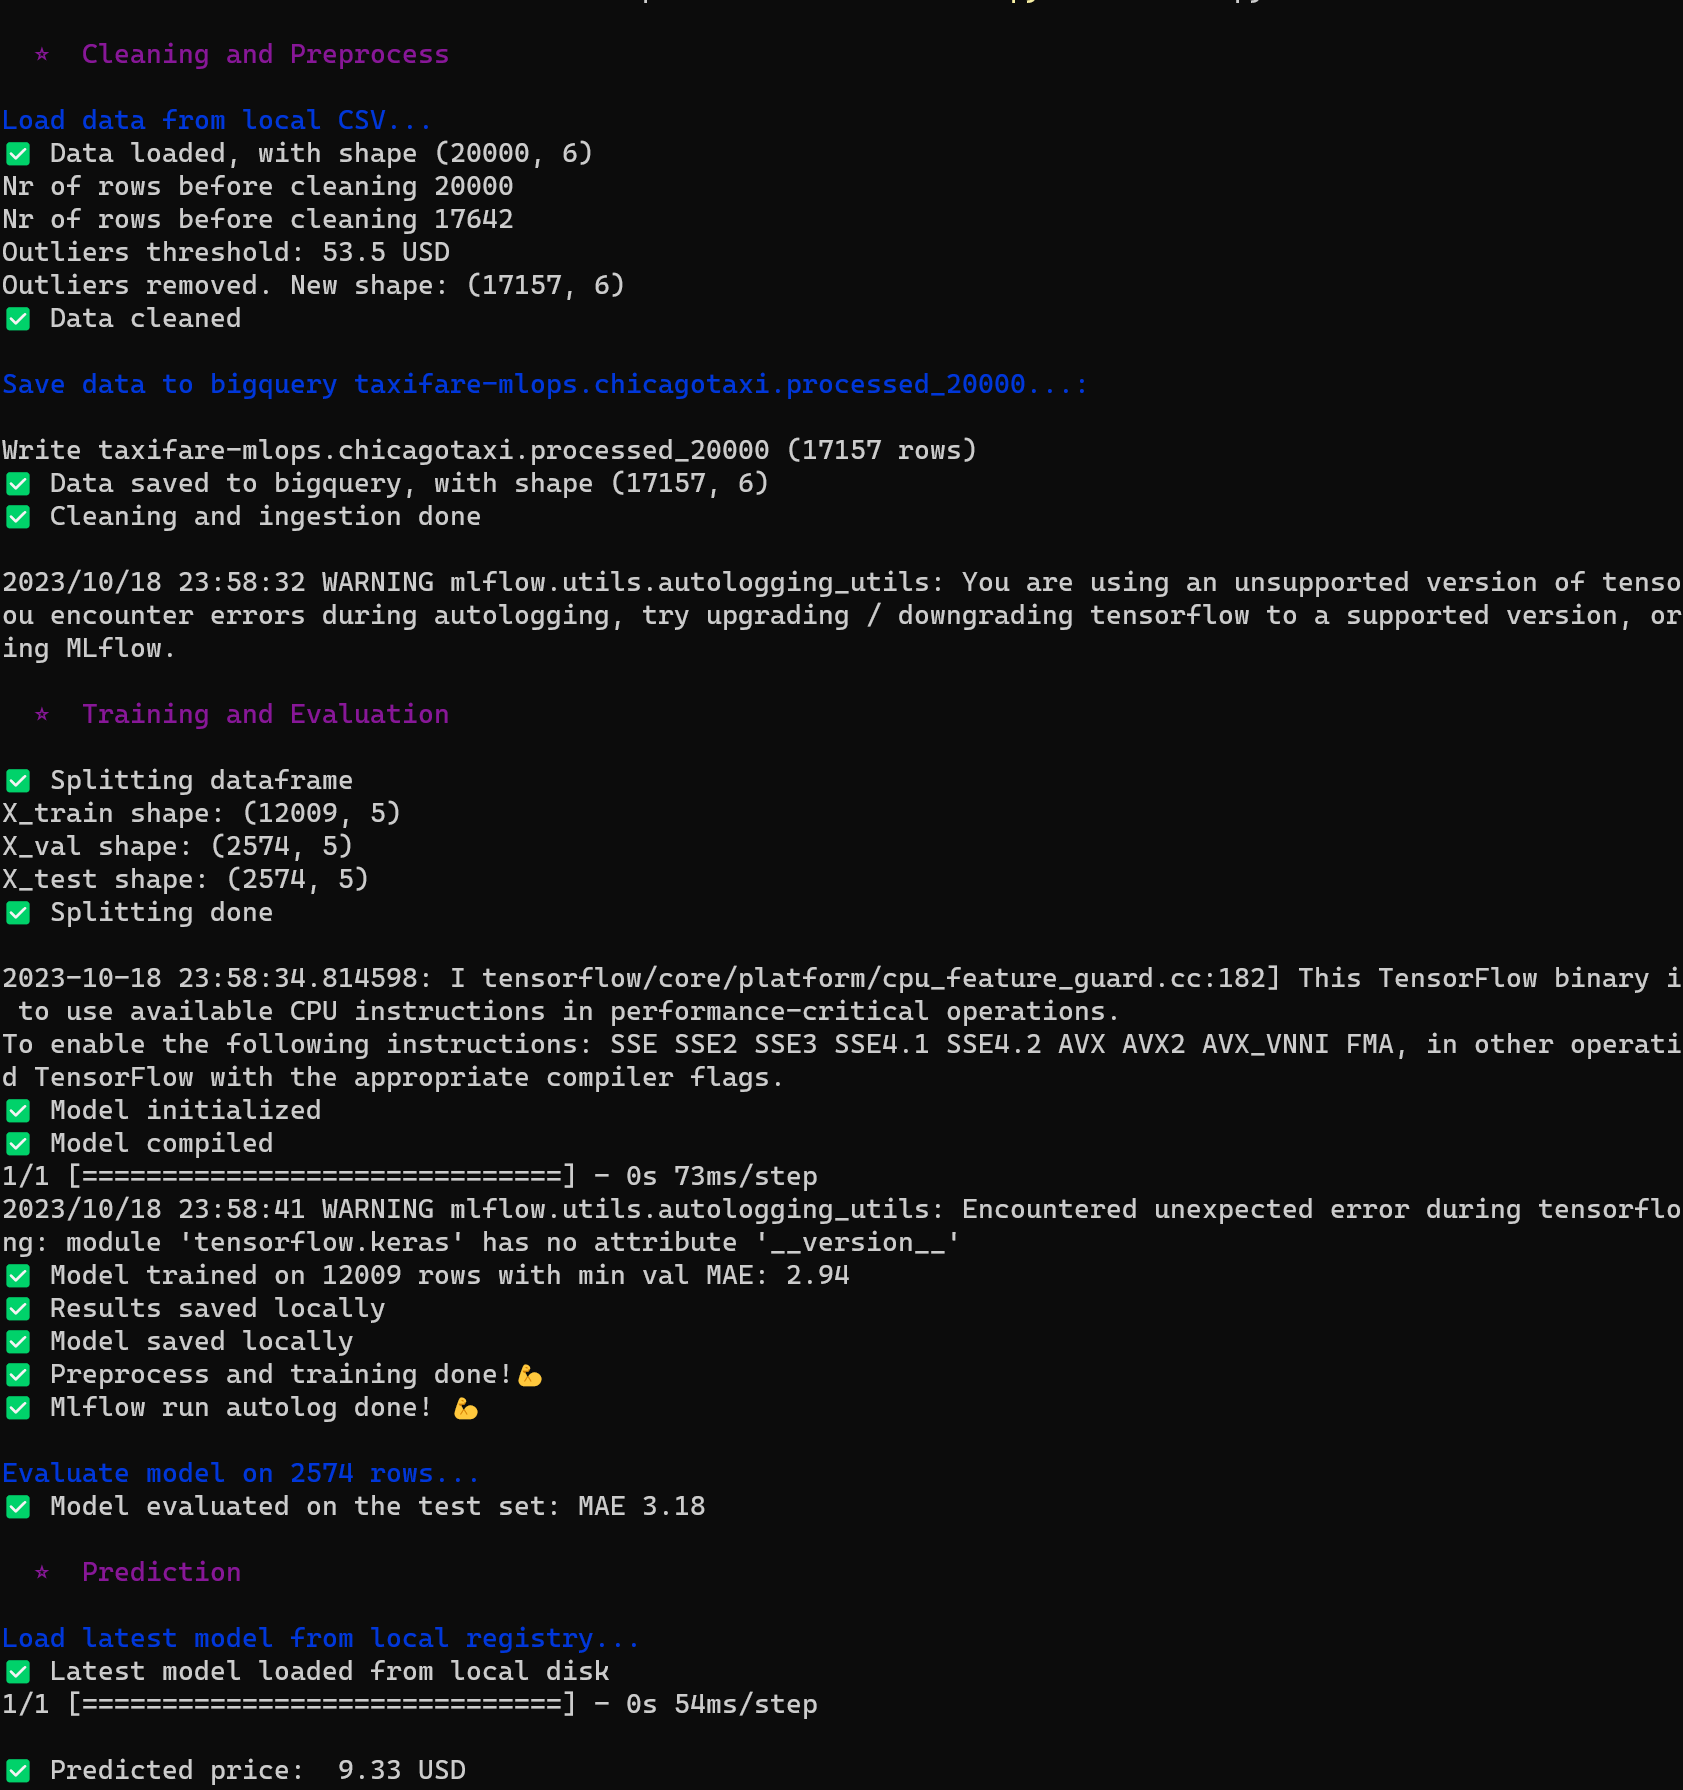 ☆ Cleaning and Preprocess
Load data from local CSV...
✅ Data loaded, with shape (20000, 6)
Nr of rows before cleaning 20000
Nr of rows before cleaning 17642
Outliers threshold: 53.5 USD
Outliers removed. New shape: (17157, 6)
✅ Data cleaned
Save data to bigquery taxifare-mlops.chicagotaxi.processed_20000...:
Write taxifare-mlops.chicagotaxi.processed_20000 (17157 rows)
✅ Data saved to bigquery, with shape (17157, 6)
✅ Cleaning and ingestion done
2023/10/18 23:58:32 WARNING mlflow.utils.autologging_utils: You are using an unsupported version of tenso
ou encounter errors during autologging, try upgrading / downgrading tensorflow to a supported version, or
ing MLflow.
☆ Training and Evaluation
✅ Splitting dataframe
X_train shape: (12009, 5)
X_val shape: (2574, 5)
X_test shape: (2574, 5)
✅ Splitting done
2023-10-18 23:58:34.814598: I tensorflow/core/platform/cpu_feature_guard.cc:182] This TensorFlow binary i
to use available CPU instructions in performance-critical operations.
To enable the following instructions: SSE SSE2 SSE3 SSE4.1 SSE4.2 AVX AVX2 AVX_VNNI FMA, in other operati
d TensorFlow with the appropriate compiler flags.
✅ Model initialized
✅ Model compiled
1/1 [==============================] - 0s 73ms/step
2023/10/18 23:58:41 WARNING mlflow.utils.autologging_utils: Encountered unexpected error during tensorflo
ng: module 'tensorflow.keras' has no attribute '__version__'
✅ Model trained on 12009 rows with min val MAE: 2.94
✅ Results saved locally
✅ Model saved locally
✅ Preprocess and training done!💪
✅ Mlflow run autolog done! 💪
Evaluate model on 2574 rows...
✅ Model evaluated on the test set: MAE 3.18
☆ Prediction
Load latest model from local registry...
✅ Latest model loaded from local disk
1/1 [==============================] - 0s 54ms/step
✅ Predicted price:  9.33 USD